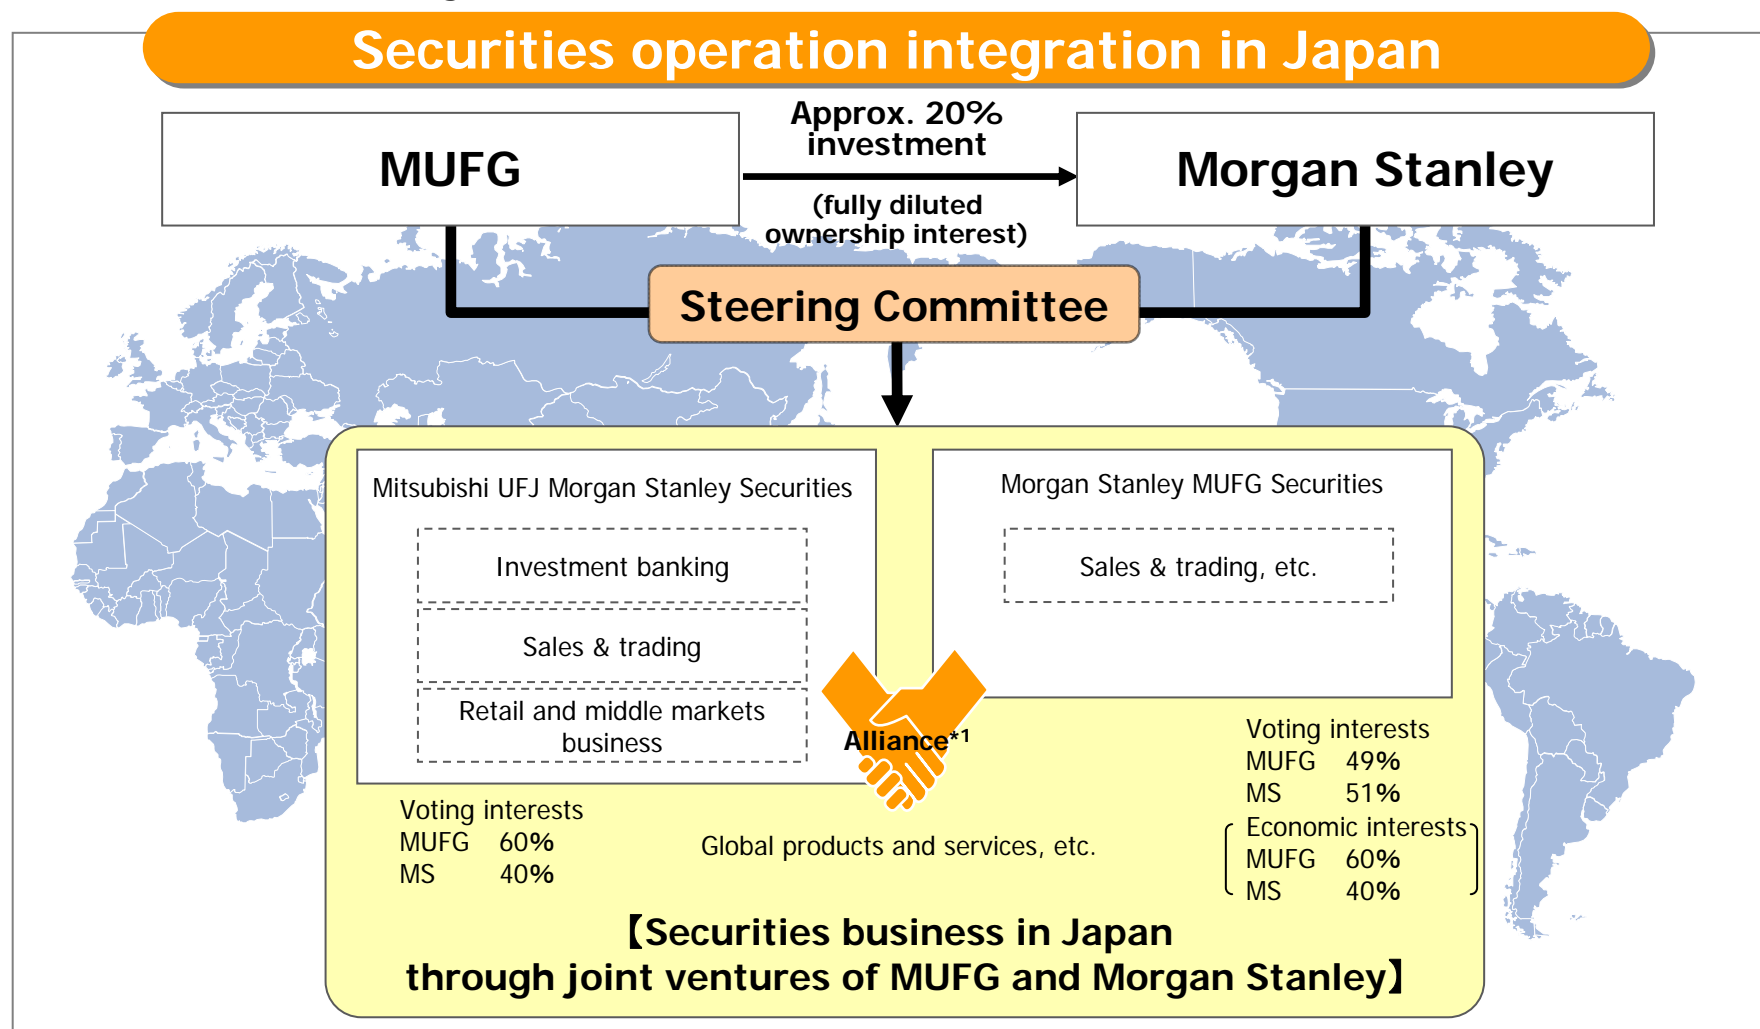 Securities operation integration in Japan
MUFG
Approx. 20%
investment
(fully diluted
ownership interest)
Morgan Stanley
Steering Committee
Mitsubishi UFJ Morgan Stanley Securities
Investment banking
Sales & trading
Retail and middle markets
business
Morgan Stanley MUFG Securities
Sales & trading, etc.
Alliance*1
Voting interests
MUFG 60%
MS 40%
Global products and services, etc.
Voting interests
MUFG 49%
MS 51%
Economic interests
MUFG 60%
MS 40%
【Securities business in Japan
through joint ventures of MUFG and Morgan Stanley】